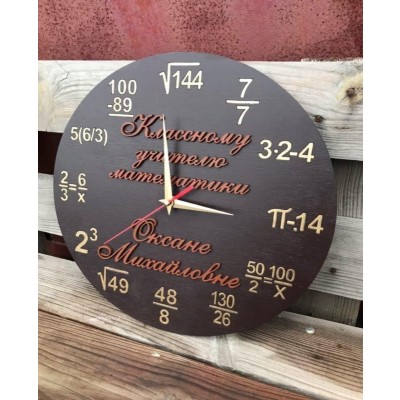 √144
7/7
3·2-4
π-.14
50/2=100/x
130/26
48/8
√49
2³
2/3=6/x
5(6/3)
100
-89
Классному
учителю
математики
Оксане
Михайловне